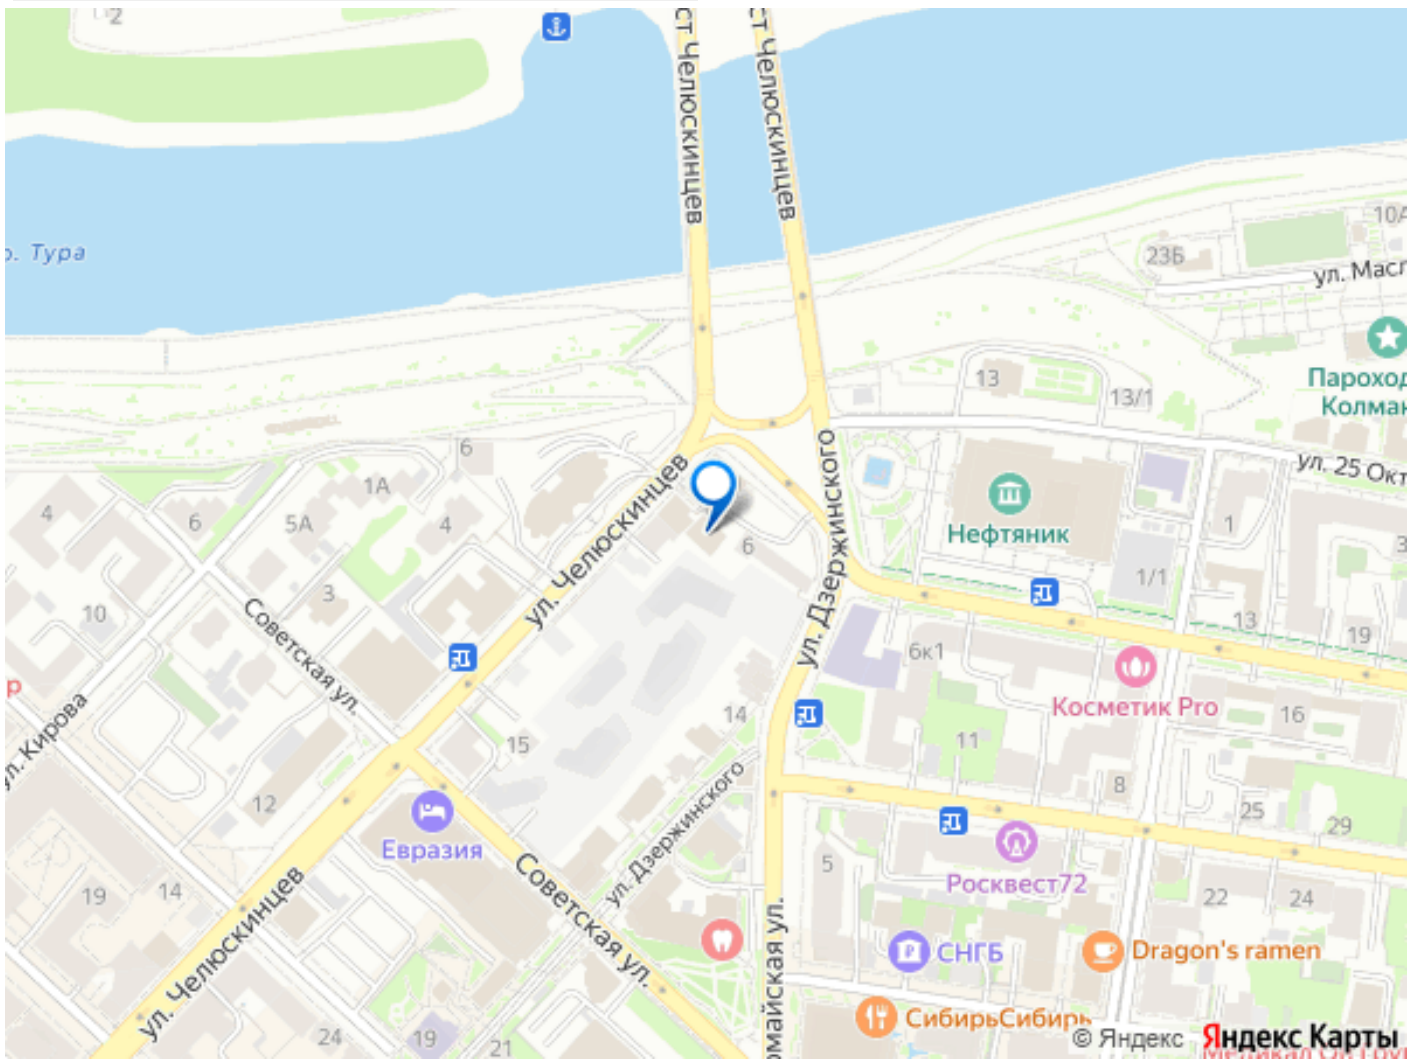 2
ст Челюскинцев
ст Челюскинцев
р. Тура
10А
23Б
ул. Масл
13
13/1
Пароход
Колмак
6
1А
ул. 25 Окт
4
6
5А
4
ул. Челюскинцев
ул. Дзержинского
Нефтяник
1
6
3
1/1
3
10
Советская ул.
13
19
6к1
р
ул. Кирова
Косметик Pro
14
16
15
11
8
12
25
29
Евразия
ул. Дзержинского
5
Росквест72
19
14
22
24
Советская ул.
ул. Челюскинцев
омайская ул.
СНГБ
Dragon's ramen
24
19
21
СибирьСибирь
© Яндекс Яндекс Карты